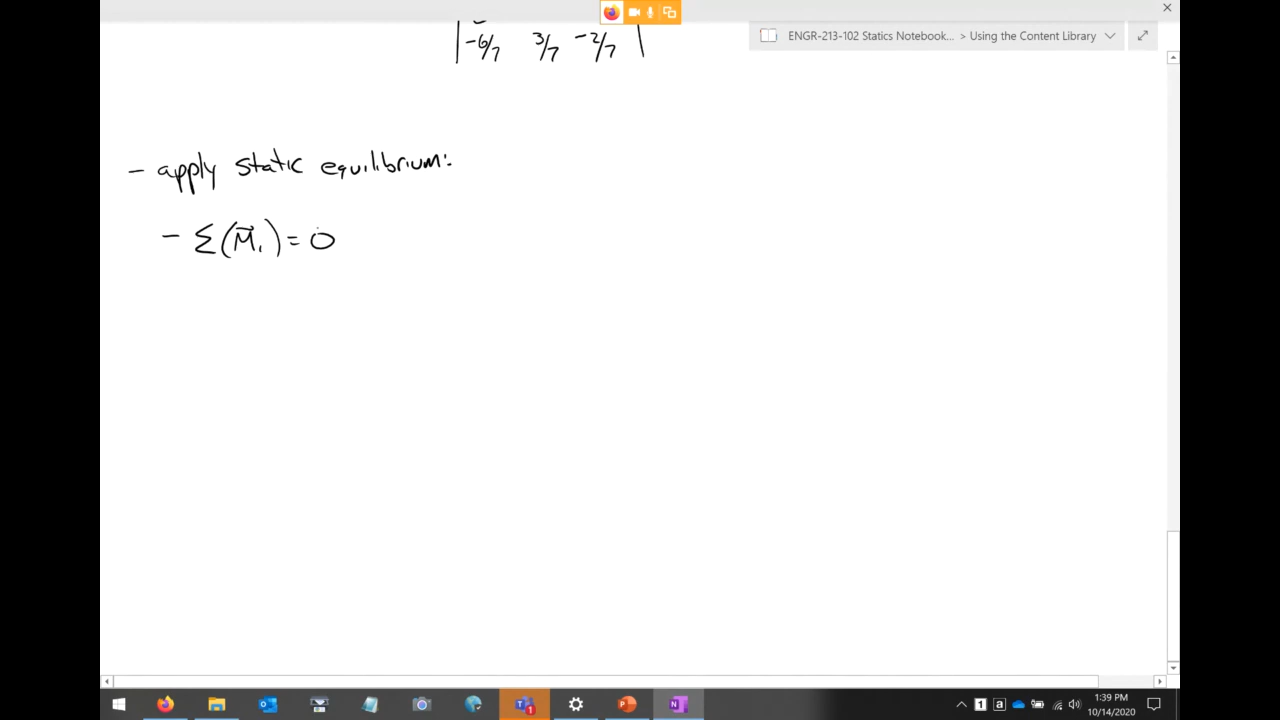 ENGR-213-102 Statics Notebook... > Using the Content Library
-6/7 3/7 -2/7
- apply static equilibrium:
- Σ(M⃗₁) = 0
1:39 PM
10/14/2020